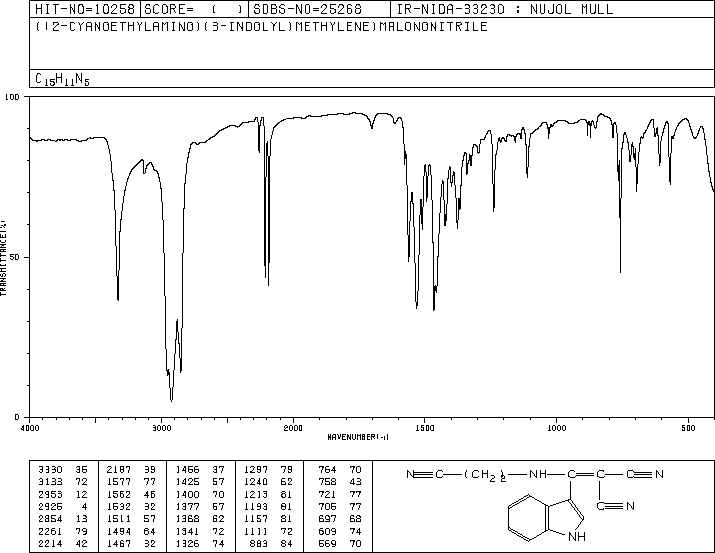 HIT-NO=10258 SCORE= ( ) SDBS-NO=25268 IR-NIDA-33230 : NUJOL MULL
((2-CYANOETHYLAMINO)(3-INDOLYL)METHYLENE)MALONONITRILE
C15H11N5
100
50
0
TRANSMITTANCE(%)
4000 3000 2000 1500 1000 500
WAVENUMBER(-1)
3330 36 2187 39 1456 37 1297 79 764 70
3133 72 1577 77 1425 57 1240 62 758 43
2953 12 1562 46 1400 70 1213 81 721 77
2925 4 1532 32 1377 57 1193 81 705 77
2854 13 1511 57 1368 62 1157 81 697 68
2261 79 1494 64 1341 72 1111 72 609 74
2214 42 1467 32 1326 74 883 84 569 70
N≡C-(CH2)2-NH-C=C-C≡N
C≡N
NH